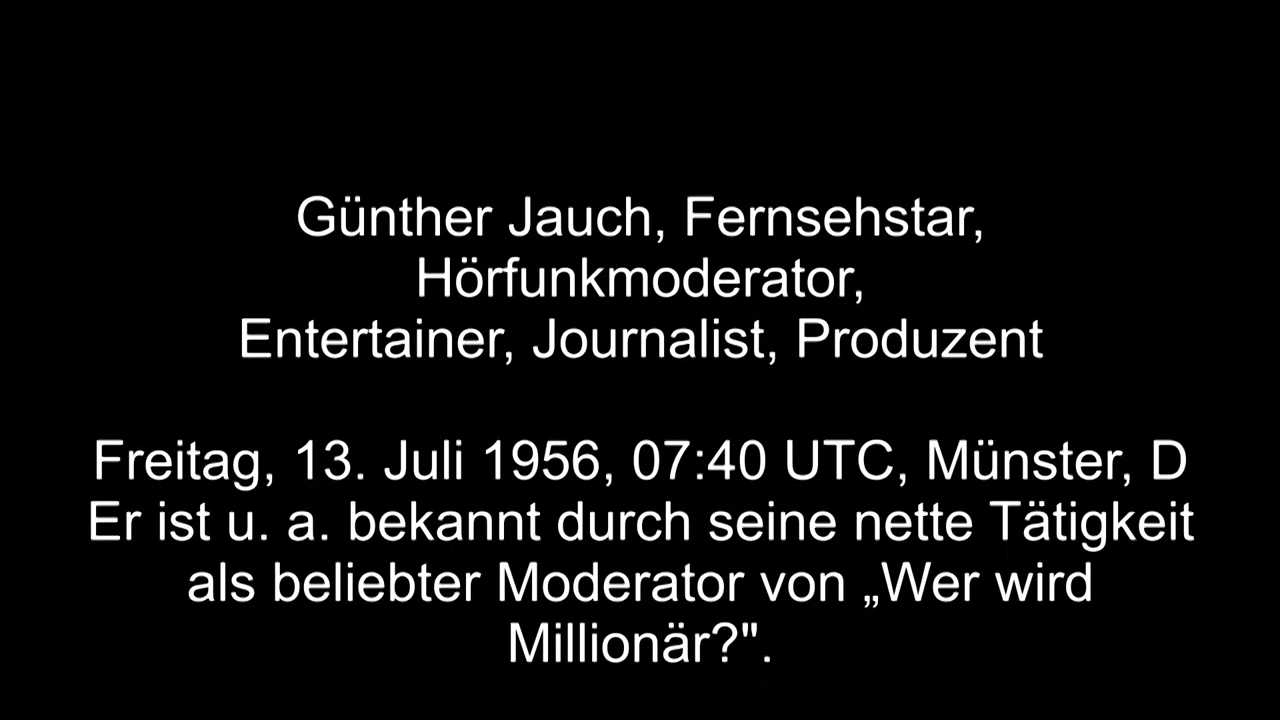 Günther Jauch, Fernsehstar,
Hörfunkmoderator,
Entertainer, Journalist, Produzent
Freitag, 13. Juli 1956, 07:40 UTC, Münster, D
Er ist u. a. bekannt durch seine nette Tätigkeit
als beliebter Moderator von „Wer wird
Millionär?".